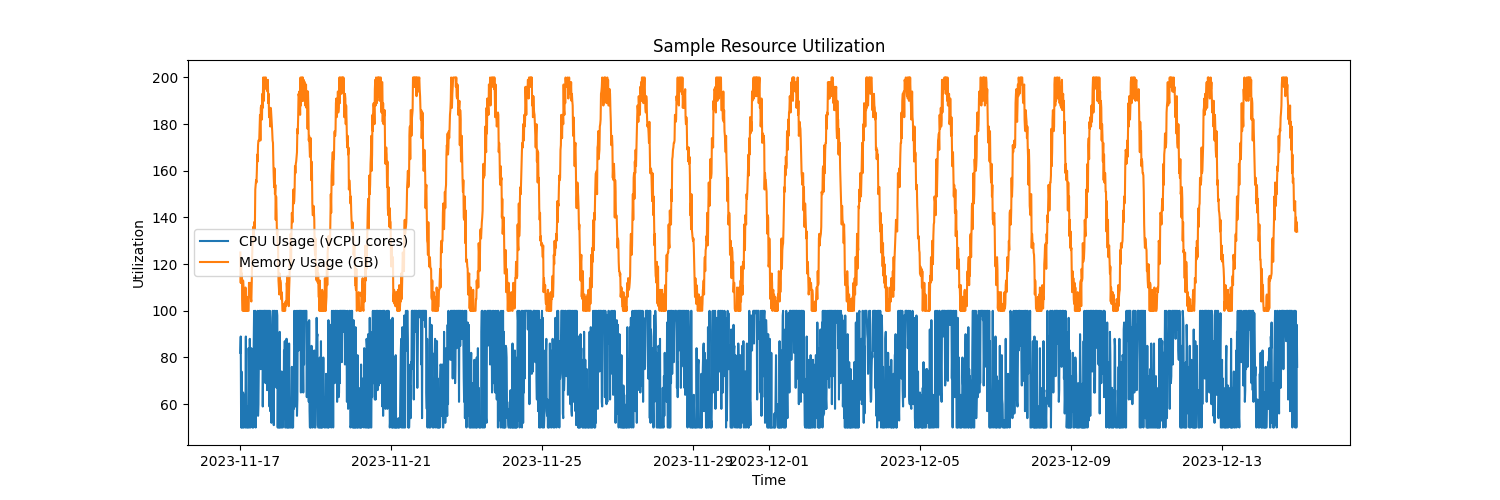 Sample Resource Utilization
200
180
160
140
120
100
80
60
Utilization
CPU Usage (vCPU cores)
Memory Usage (GB)
2023-11-17 2023-11-21 2023-11-25 2023-11-29 2023-12-01 2023-12-05 2023-12-09 2023-12-13
Time